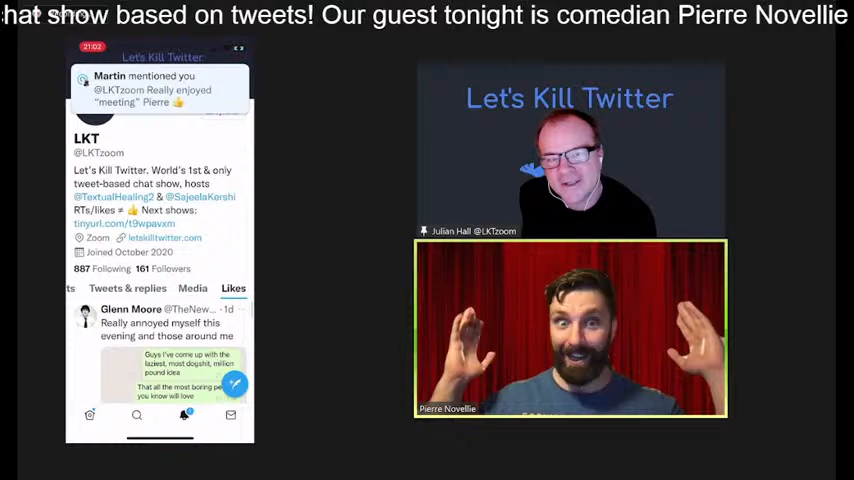 hat show based on tweets! Our guest tonight is comedian Pierre Novellie
21:02
Let's Kill Twitter
Martin mentioned you
@LKTzoom Really enjoyed
“meeting” Pierre 👍
LKT
@LKTzoom
Let's Kill Twitter. World's 1st & only
tweet-based chat show, hosts
@TextualHealing2 & @SajeelaKershi
RTs/likes ≠ 👍 Next shows:
tinyurl.com/t9wpavxm
Zoom letskilltwitter.com
Joined October 2020
887 Following 161 Followers
ts Tweets & replies Media Likes
Glenn Moore @TheNew... · 1d
Really annoyed myself this
evening and those around me
Guys I've come up with the
laziest, most dogshit, million
pound idea
That all the most boring pe
you know will love
Let's Kill Twitter
Julian Hall @LKTzoom
Pierre Novellie